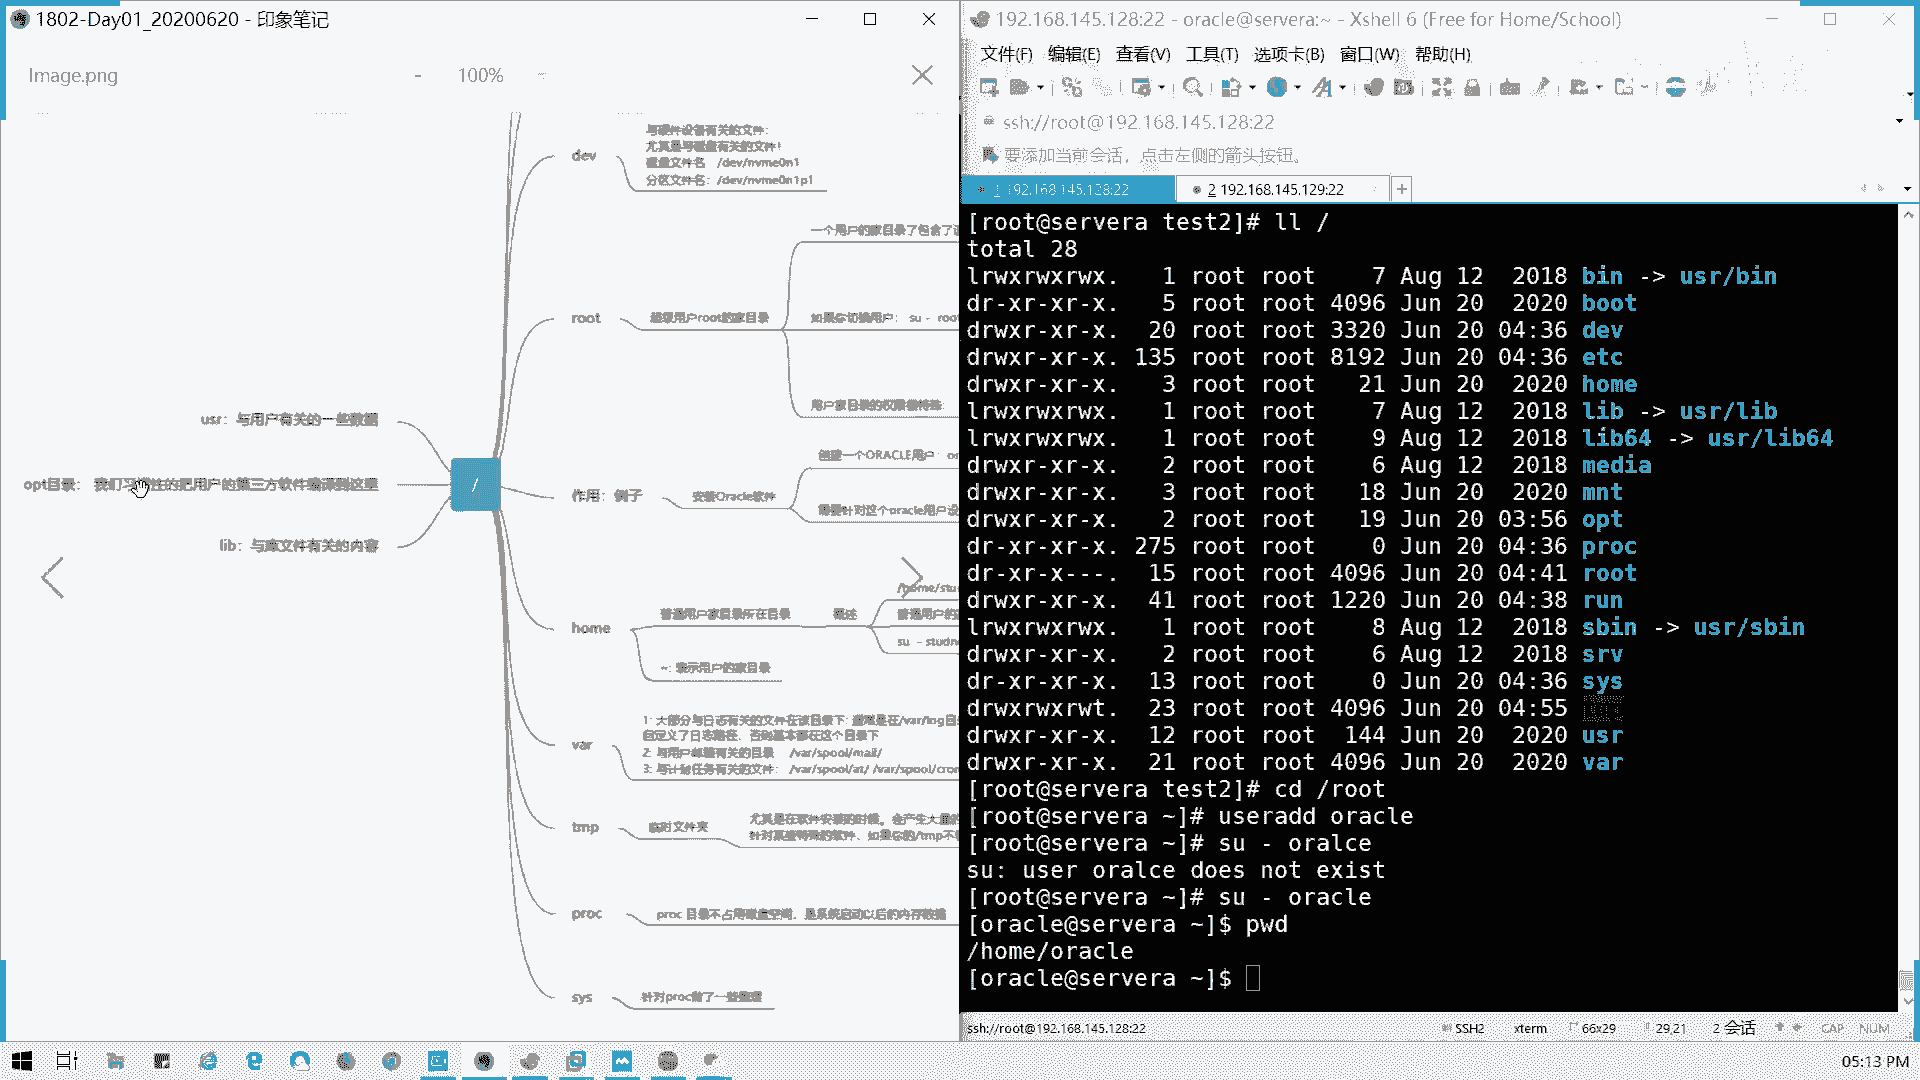 1802-Day01_20200620 - 印象笔记
Image.png
- 100%
dev
与硬件设备有关的文件:
尤其是与磁盘有关的文件!
磁盘文件名 /dev/nvme0n1
分区文件名: /dev/nvme0n1p1
一个用户的家目录了包含了
root
超级用户root的家目录
如果你切换用户: su - root
用户家目录的权限很特殊
usr: 与用户有关的一些数据
opt目录: 我们习惯性的把用户的第三方软件编译到这里
lib: 与库文件有关的内容
/
作用: 例子
安装Oracle软件
创建一个ORACLE用户:
需要针对这个oracle用户设
home
普通用户家目录所在目录
概述
/home/stu
普通用户的
su - studne
~: 表示用户的家目录
var
1: 大部分与日志有关的文件在该目录下: 通常是在/var/log目
自定义了日志路径, 否则基本都在这个目录下
2: 与用户邮箱有关的目录 /var/spool/mail/
3: 与计划任务有关的文件: /var/spool/at/ /var/spool/cron
tmp
临时文件夹
尤其是在软件安装的时候。会产生大量的
针对某些特殊的软件、如果你的/tmp不
proc
proc 目录不占用磁盘空间、是系统启动以后的内存数据
sys
针对proc做了一些整理
192.168.145.128:22 - oracle@servera:~ - Xshell 6 (Free for Home/School)
文件(F) 编辑(E) 查看(V) 工具(T) 选项卡(B) 窗口(W) 帮助(H)
ssh://root@192.168.145.128:22
要添加当前会话，点击左侧的箭头按钮。
1 192.168.145.128:22
2 192.168.145.129:22
+
[root@servera test2]# ll /
total 28
lrwxrwxrwx.   1 root root    7 Aug 12  2018 bin -> usr/bin
dr-xr-xr-x.   5 root root 4096 Jun 20  2020 boot
drwxr-xr-x.  20 root root 3320 Jun 20 04:36 dev
drwxr-xr-x. 135 root root 8192 Jun 20 04:36 etc
drwxr-xr-x.   3 root root   21 Jun 20  2020 home
lrwxrwxrwx.   1 root root    7 Aug 12  2018 lib -> usr/lib
lrwxrwxrwx.   1 root root    9 Aug 12  2018 lib64 -> usr/lib64
drwxr-xr-x.   2 root root    6 Aug 12  2018 media
drwxr-xr-x.   3 root root   18 Jun 20  2020 mnt
drwxr-xr-x.   2 root root   19 Jun 20 03:56 opt
dr-xr-xr-x. 275 root root    0 Jun 20 04:36 proc
dr-xr-x---.  15 root root 4096 Jun 20 04:41 root
drwxr-xr-x.  41 root root 1220 Jun 20 04:38 run
lrwxrwxrwx.   1 root root    8 Aug 12  2018 sbin -> usr/sbin
drwxr-xr-x.   2 root root    6 Aug 12  2018 srv
dr-xr-xr-x.  13 root root    0 Jun 20 04:36 sys
drwxrwxrwt.  23 root root 4096 Jun 20 04:55
drwxr-xr-x.  12 root root  144 Jun 20  2020 usr
drwxr-xr-x.  21 root root 4096 Jun 20  2020 var
[root@servera test2]# cd /root
[root@servera ~]# useradd oracle
[root@servera ~]# su - oralce
su: user oralce does not exist
[root@servera ~]# su - oracle
[oracle@servera ~]$ pwd
/home/oracle
[oracle@servera ~]$
ssh://root@192.168.145.128:22 SSH2 xterm 66x29 29,21 2 会话 CAP NUM
05:13 PM